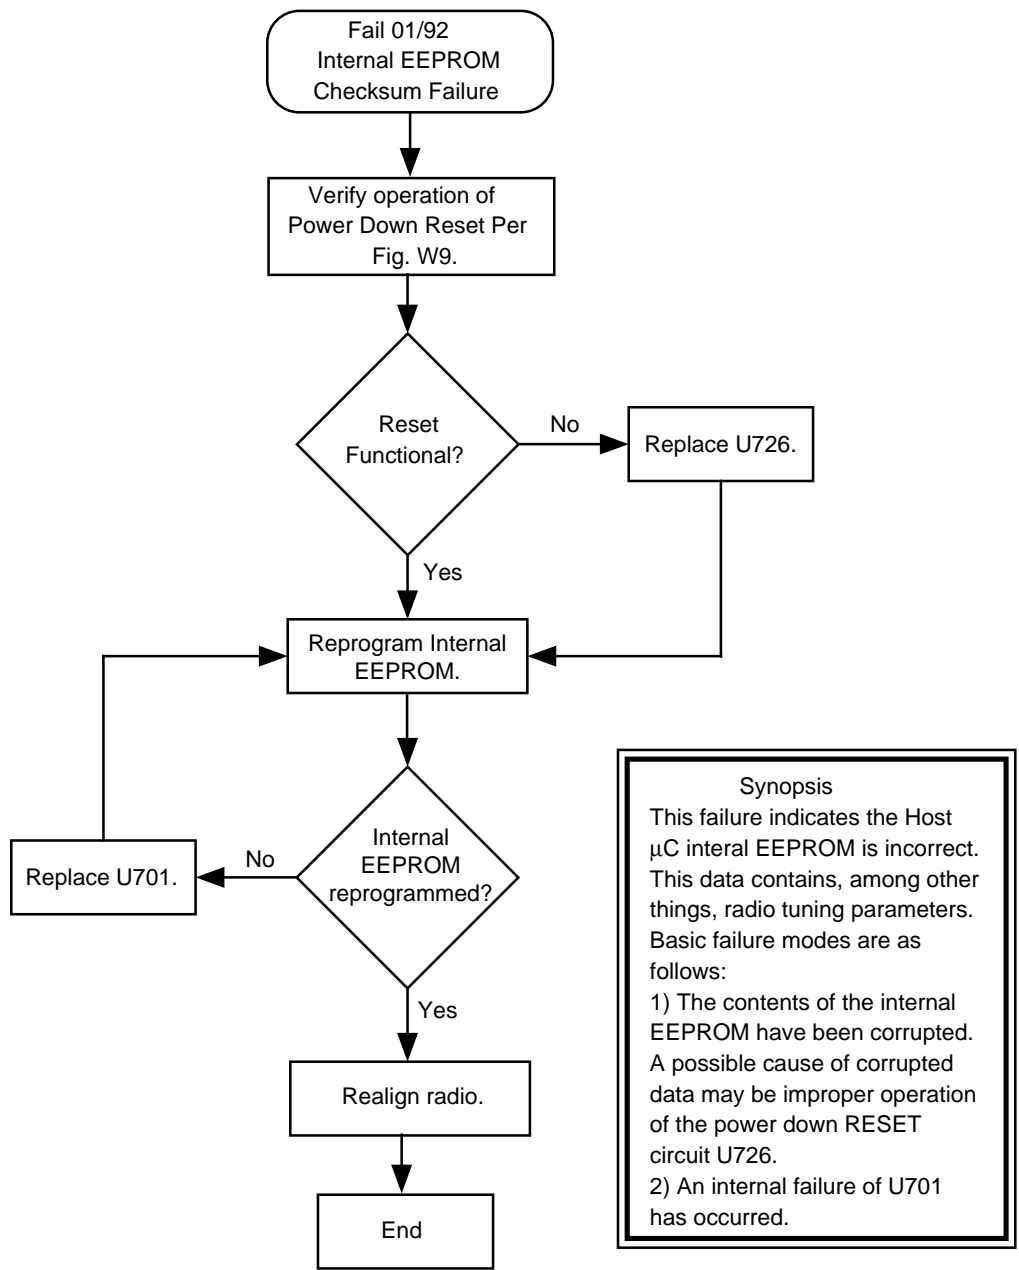 Fail 01/92
Internal EEPROM
Checksum Failure
Verify operation of
Power Down Reset Per
Fig. W9.
Reset
Functional?
No
Replace U726.
Yes
Reprogram Internal
EEPROM.
Internal
EEPROM
reprogrammed?
No
Replace U701.
Yes
Realign radio.
End
Synopsis
This failure indicates the Host
μC interal EEPROM is incorrect.
This data contains, among other
things, radio tuning parameters.
Basic failure modes are as
follows:
1) The contents of the internal
EEPROM have been corrupted.
A possible cause of corrupted
data may be improper operation
of the power down RESET
circuit U726.
2) An internal failure of U701
has occurred.